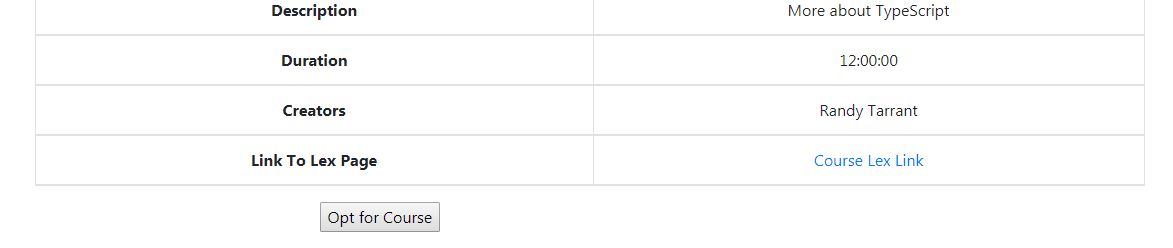 Description More about TypeScript
Duration 12:00:00
Creators Randy Tarrant
Link To Lex Page Course Lex Link
Opt for Course